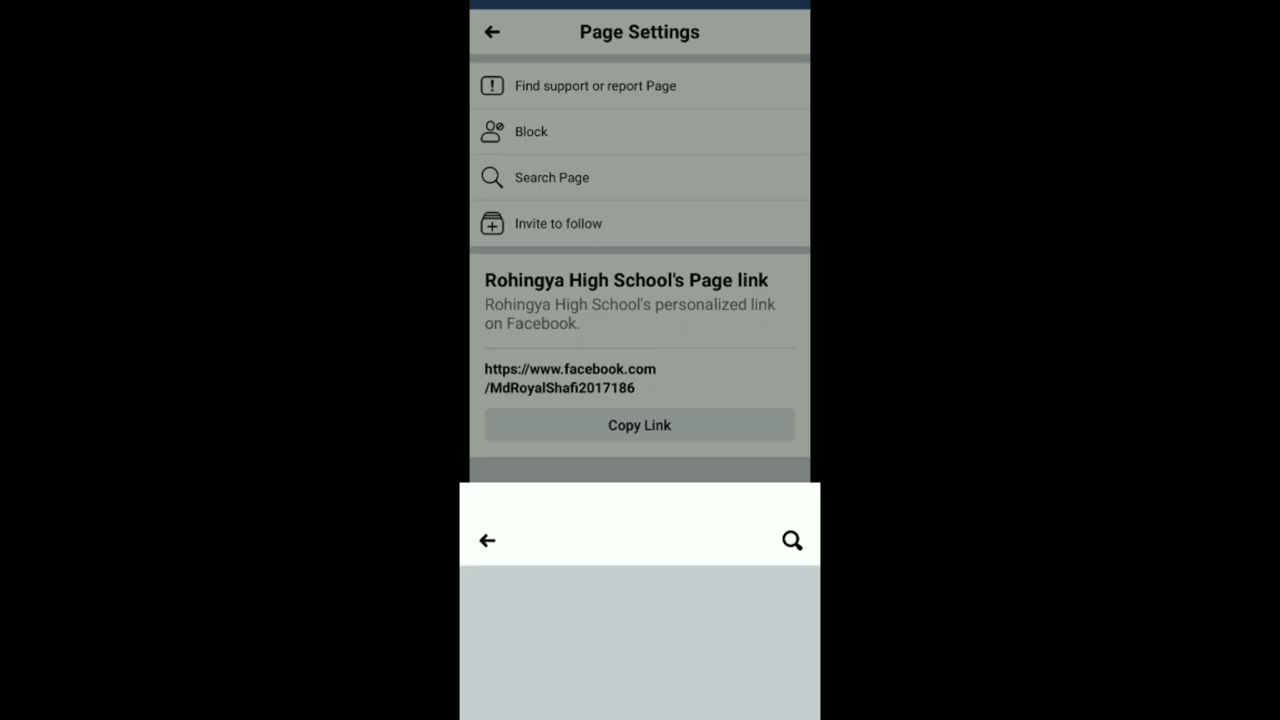 Page Settings
Find support or report Page
Block
Search Page
Invite to follow
Rohingya High School's Page link
Rohingya High School's personalized link
on Facebook.
https://www.facebook.com
/MdRoyalShafi2017186
Copy Link